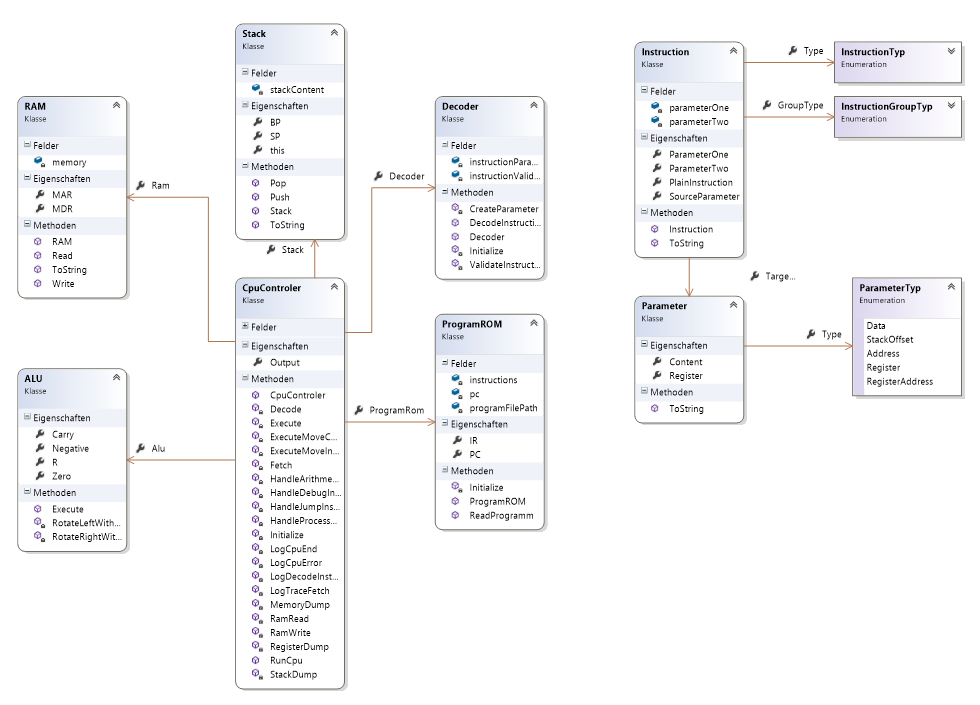 Stack
Klasse
Felder
stackContent
Eigenschaften
BP
SP
this
Methoden
Pop
Push
Stack
ToString
Stack
RAM
Klasse
Felder
memory
Eigenschaften
MAR
MDR
Methoden
RAM
Read
ToString
Write
Ram
Decoder
Klasse
Felder
instructionPara...
instructionValid...
Methoden
CreateParameter
DecodeInstructi...
Decoder
Initialize
ValidateInstruct...
Decoder
CpuControler
Klasse
Felder
Eigenschaften
Output
Methoden
CpuControler
Decode
Execute
ExecuteMoveC...
ExecuteMoveIn...
Fetch
HandleArithme...
HandleDebugIn...
HandleJumpIns...
HandleProcess...
Initialize
LogCpuEnd
LogCpuError
LogDecodeInst...
LogTraceFetch
MemoryDump
RamRead
RamWrite
RegisterDump
RunCpu
StackDump
ALU
Klasse
Eigenschaften
Carry
Negative
R
Zero
Methoden
Execute
RotateLeftWith...
RotateRightWit...
Alu
ProgramRom
ProgramROM
Klasse
Felder
instructions
pc
programFilePath
Eigenschaften
IR
PC
Methoden
Initialize
ProgramROM
ReadProgramm
Instruction
Klasse
Felder
parameterOne
parameterTwo
Eigenschaften
ParameterOne
ParameterTwo
PlainInstruction
SourceParameter
Methoden
Instruction
ToString
Type
InstructionTyp
Enumeration
GroupType
InstructionGroupTyp
Enumeration
Targe...
Parameter
Klasse
Eigenschaften
Content
Register
Methoden
ToString
Type
ParameterTyp
Enumeration
Data
StackOffset
Address
Register
RegisterAddress